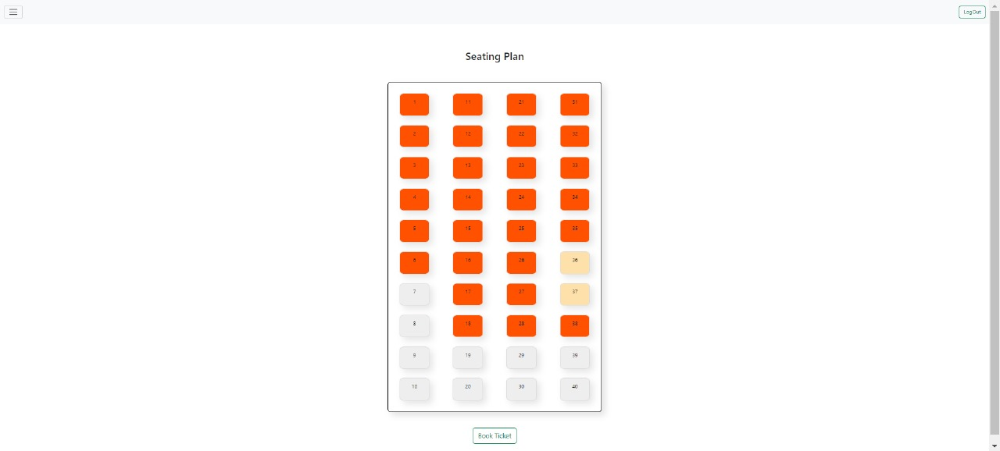 LogOut
Seating Plan
1 11 21 31
2 12 22 32
3 13 23 33
4 14 24 34
5 15 25 35
6 16 26 36
7 17 27 37
8 18 28 38
9 19 29 39
10 20 30 40
Book Ticket